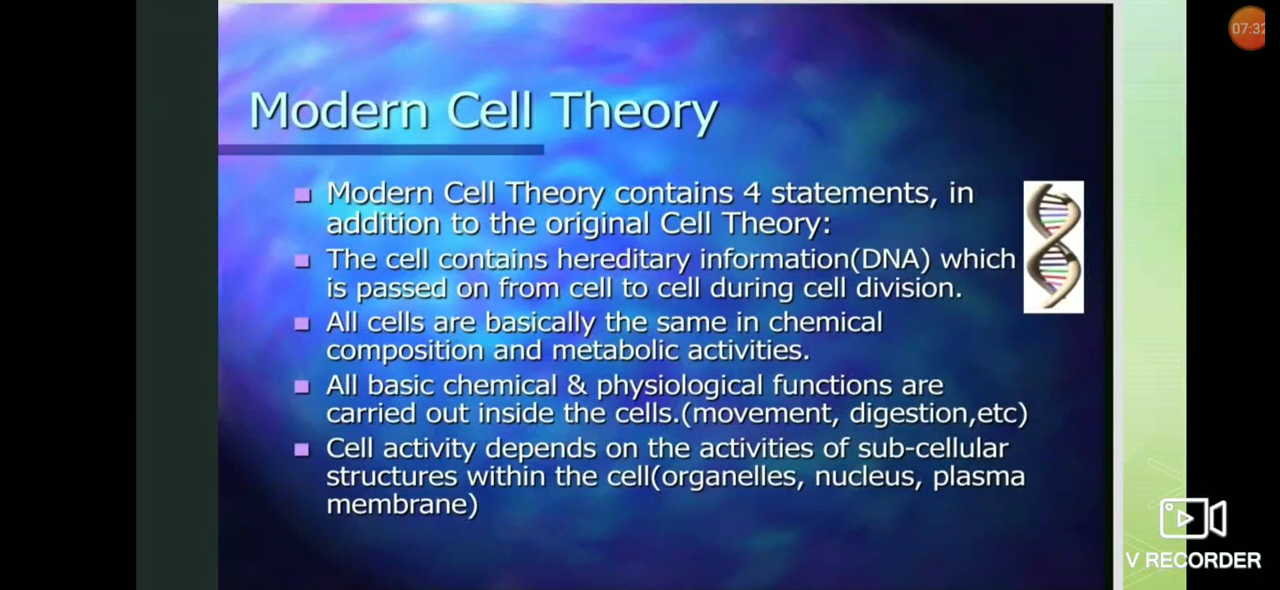 07:32
Modern Cell Theory
Modern Cell Theory contains 4 statements, in
addition to the original Cell Theory:
The cell contains hereditary information(DNA) which
is passed on from cell to cell during cell division.
All cells are basically the same in chemical
composition and metabolic activities.
All basic chemical & physiological functions are
carried out inside the cells.(movement, digestion,etc)
Cell activity depends on the activities of sub-cellular
structures within the cell(organelles, nucleus, plasma
membrane)
V RECORDER